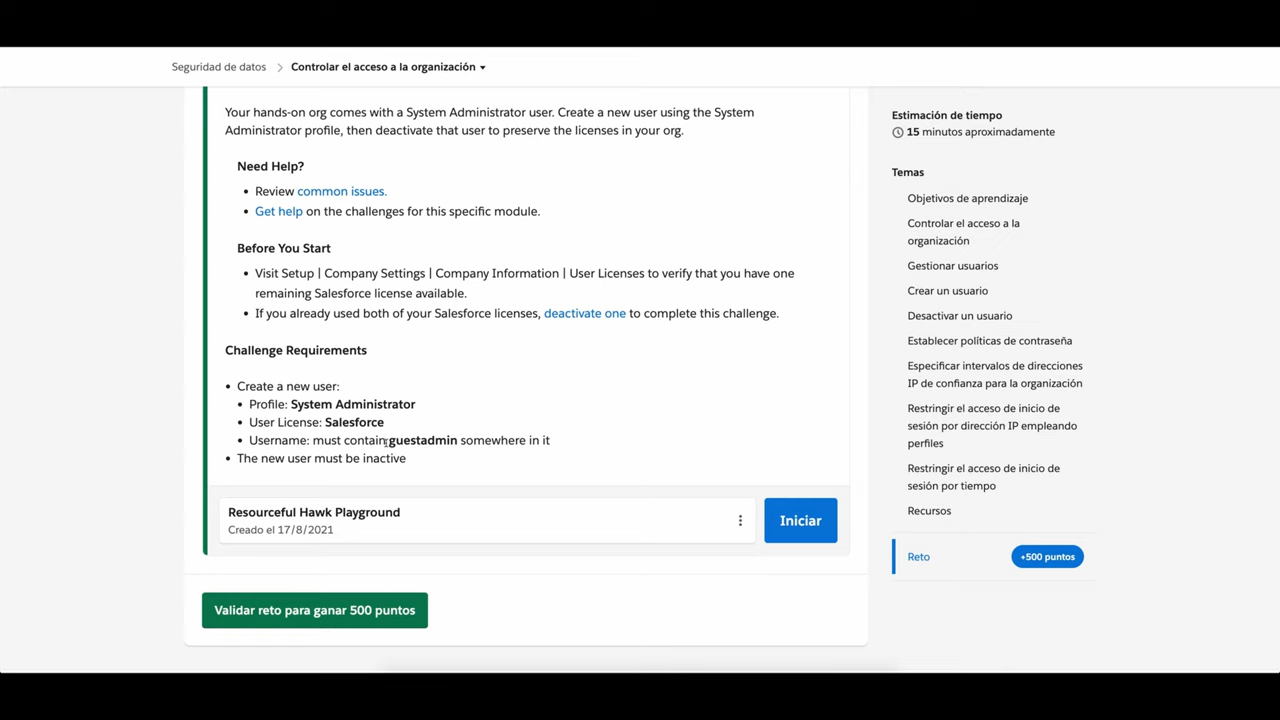 Seguridad de datos
Controlar el acceso a la organización
Your hands-on org comes with a System Administrator user. Create a new user using the System
Administrator profile, then deactivate that user to preserve the licenses in your org.
Need Help?
• Review common issues.
• Get help on the challenges for this specific module.
Before You Start
• Visit Setup | Company Settings | Company Information | User Licenses to verify that you have one
remaining Salesforce license available.
• If you already used both of your Salesforce licenses, deactivate one to complete this challenge.
Challenge Requirements
• Create a new user:
• Profile: System Administrator
• User License: Salesforce
• Username: must contain guestadmin somewhere in it
• The new user must be inactive
Resourceful Hawk Playground
Creado el 17/8/2021
Iniciar
Validar reto para ganar 500 puntos
Estimación de tiempo
15 minutos aproximadamente
Temas
Objetivos de aprendizaje
Controlar el acceso a la
organización
Gestionar usuarios
Crear un usuario
Desactivar un usuario
Establecer políticas de contraseña
Especificar intervalos de direcciones
IP de confianza para la organización
Restringir el acceso de inicio de
sesión por dirección IP empleando
perfiles
Restringir el acceso de inicio de
sesión por tiempo
Recursos
Reto
+500 puntos